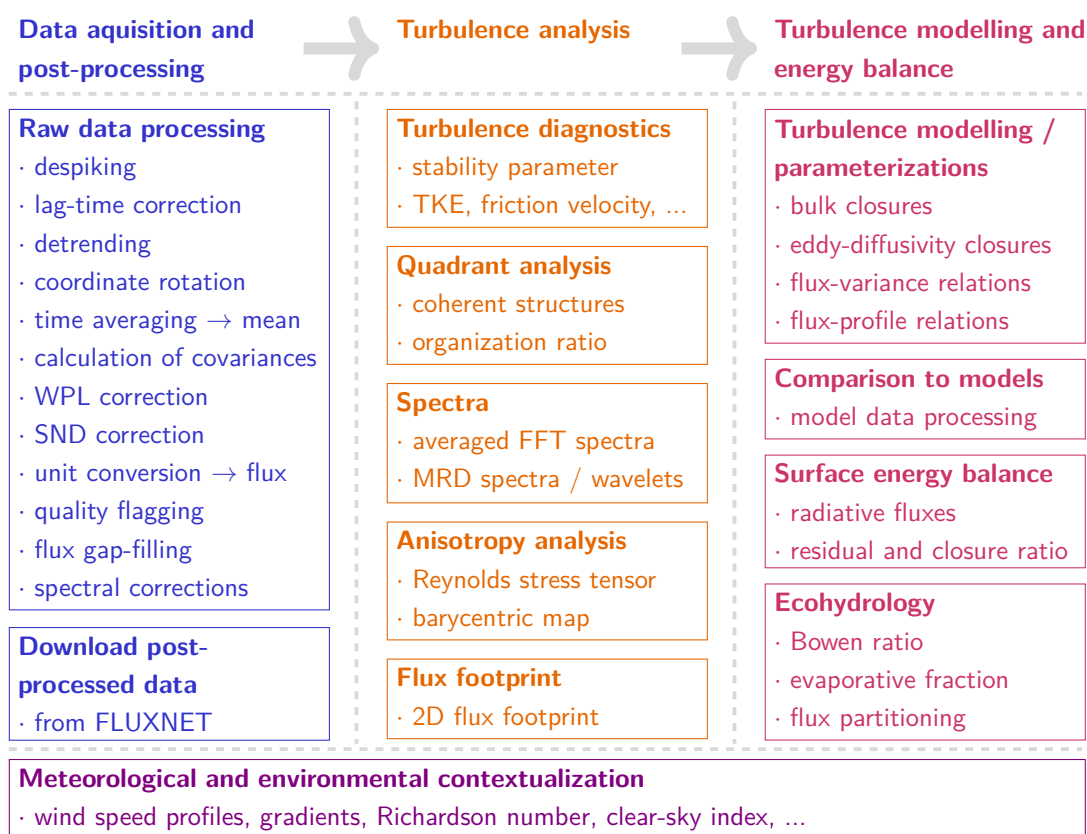 Data aquisition and
post-processing
Turbulence analysis
Turbulence modelling and
energy balance
Raw data processing
· despiking
· lag-time correction
· detrending
· coordinate rotation
· time averaging → mean
· calculation of covariances
· WPL correction
· SND correction
· unit conversion → flux
· quality flagging
· flux gap-filling
· spectral corrections
Download post-
processed data
· from FLUXNET
Turbulence diagnostics
· stability parameter
· TKE, friction velocity, ...
Quadrant analysis
· coherent structures
· organization ratio
Spectra
· averaged FFT spectra
· MRD spectra / wavelets
Anisotropy analysis
· Reynolds stress tensor
· barycentric map
Flux footprint
· 2D flux footprint
Turbulence modelling /
parameterizations
· bulk closures
· eddy-diffusivity closures
· flux-variance relations
· flux-profile relations
Comparison to models
· model data processing
Surface energy balance
· radiative fluxes
· residual and closure ratio
Ecohydrology
· Bowen ratio
· evaporative fraction
· flux partitioning
Meteorological and environmental contextualization
· wind speed profiles, gradients, Richardson number, clear-sky index, ...